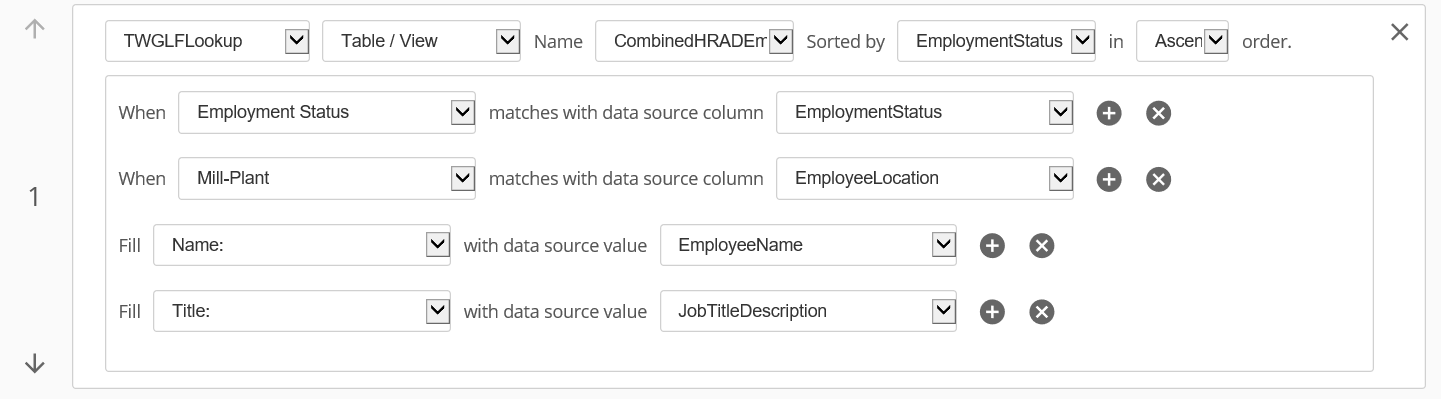 TWGLFLookup Table / View Name CombinedHRADEm Sorted by EmploymentStatus in Ascen order.
When Employment Status matches with data source column EmploymentStatus
When Mill-Plant matches with data source column EmployeeLocation
1
Fill Name: with data source value EmployeeName
Fill Title: with data source value JobTitleDescription